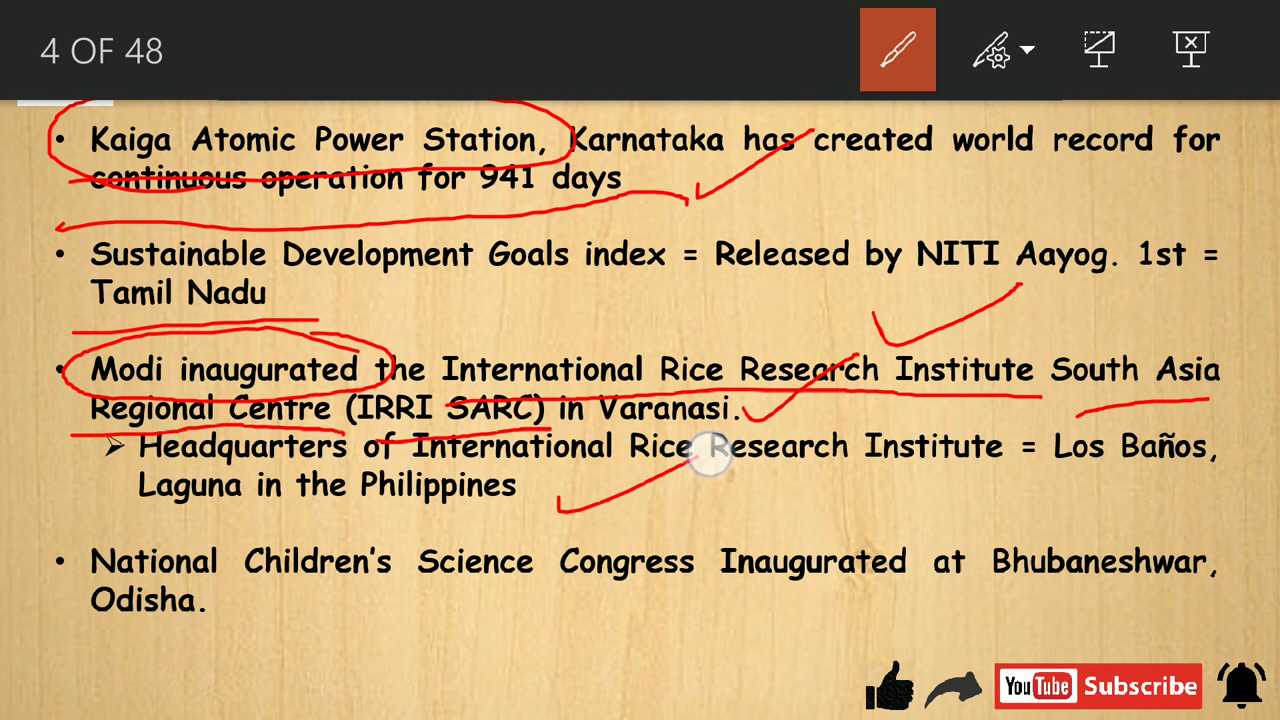 4 OF 48
• Kaiga Atomic Power Station, Karnataka has created world record for
continuous operation for 941 days
• Sustainable Development Goals index = Released by NITI Aayog. 1st =
Tamil Nadu
• Modi inaugurated the International Rice Research Institute South Asia
Regional Centre (IRRI SARC) in Varanasi.
➢ Headquarters of International Rice Research Institute = Los Baños,
Laguna in the Philippines
• National Children's Science Congress Inaugurated at Bhubaneshwar,
Odisha.
YouTube Subscribe